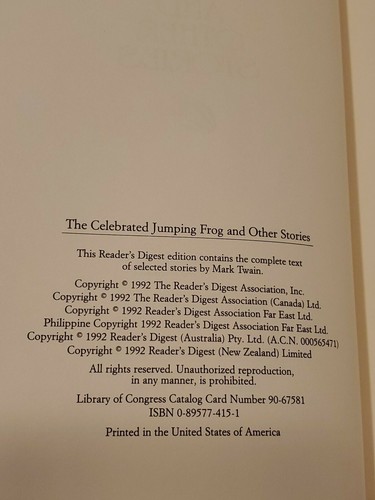 The Celebrated Jumping Frog and Other Stories
This Reader's Digest edition contains the complete text
of selected stories by Mark Twain.
Copyright © 1992 The Reader's Digest Association, Inc.
Copyright © 1992 The Reader's Digest Association (Canada) Ltd.
Copyright © 1992 Reader's Digest Association Far East Ltd.
Philippine Copyright 1992 Reader's Digest Association Far East Ltd.
Copyright © 1992 Reader's Digest (Australia) Pty. Ltd. (A.C.N. 000565471)
Copyright © 1992 Reader's Digest (New Zealand) Limited
All rights reserved. Unauthorized reproduction,
in any manner, is prohibited.
Library of Congress Catalog Card Number 90-67581
ISBN 0-89577-415-1
Printed in the United States of America